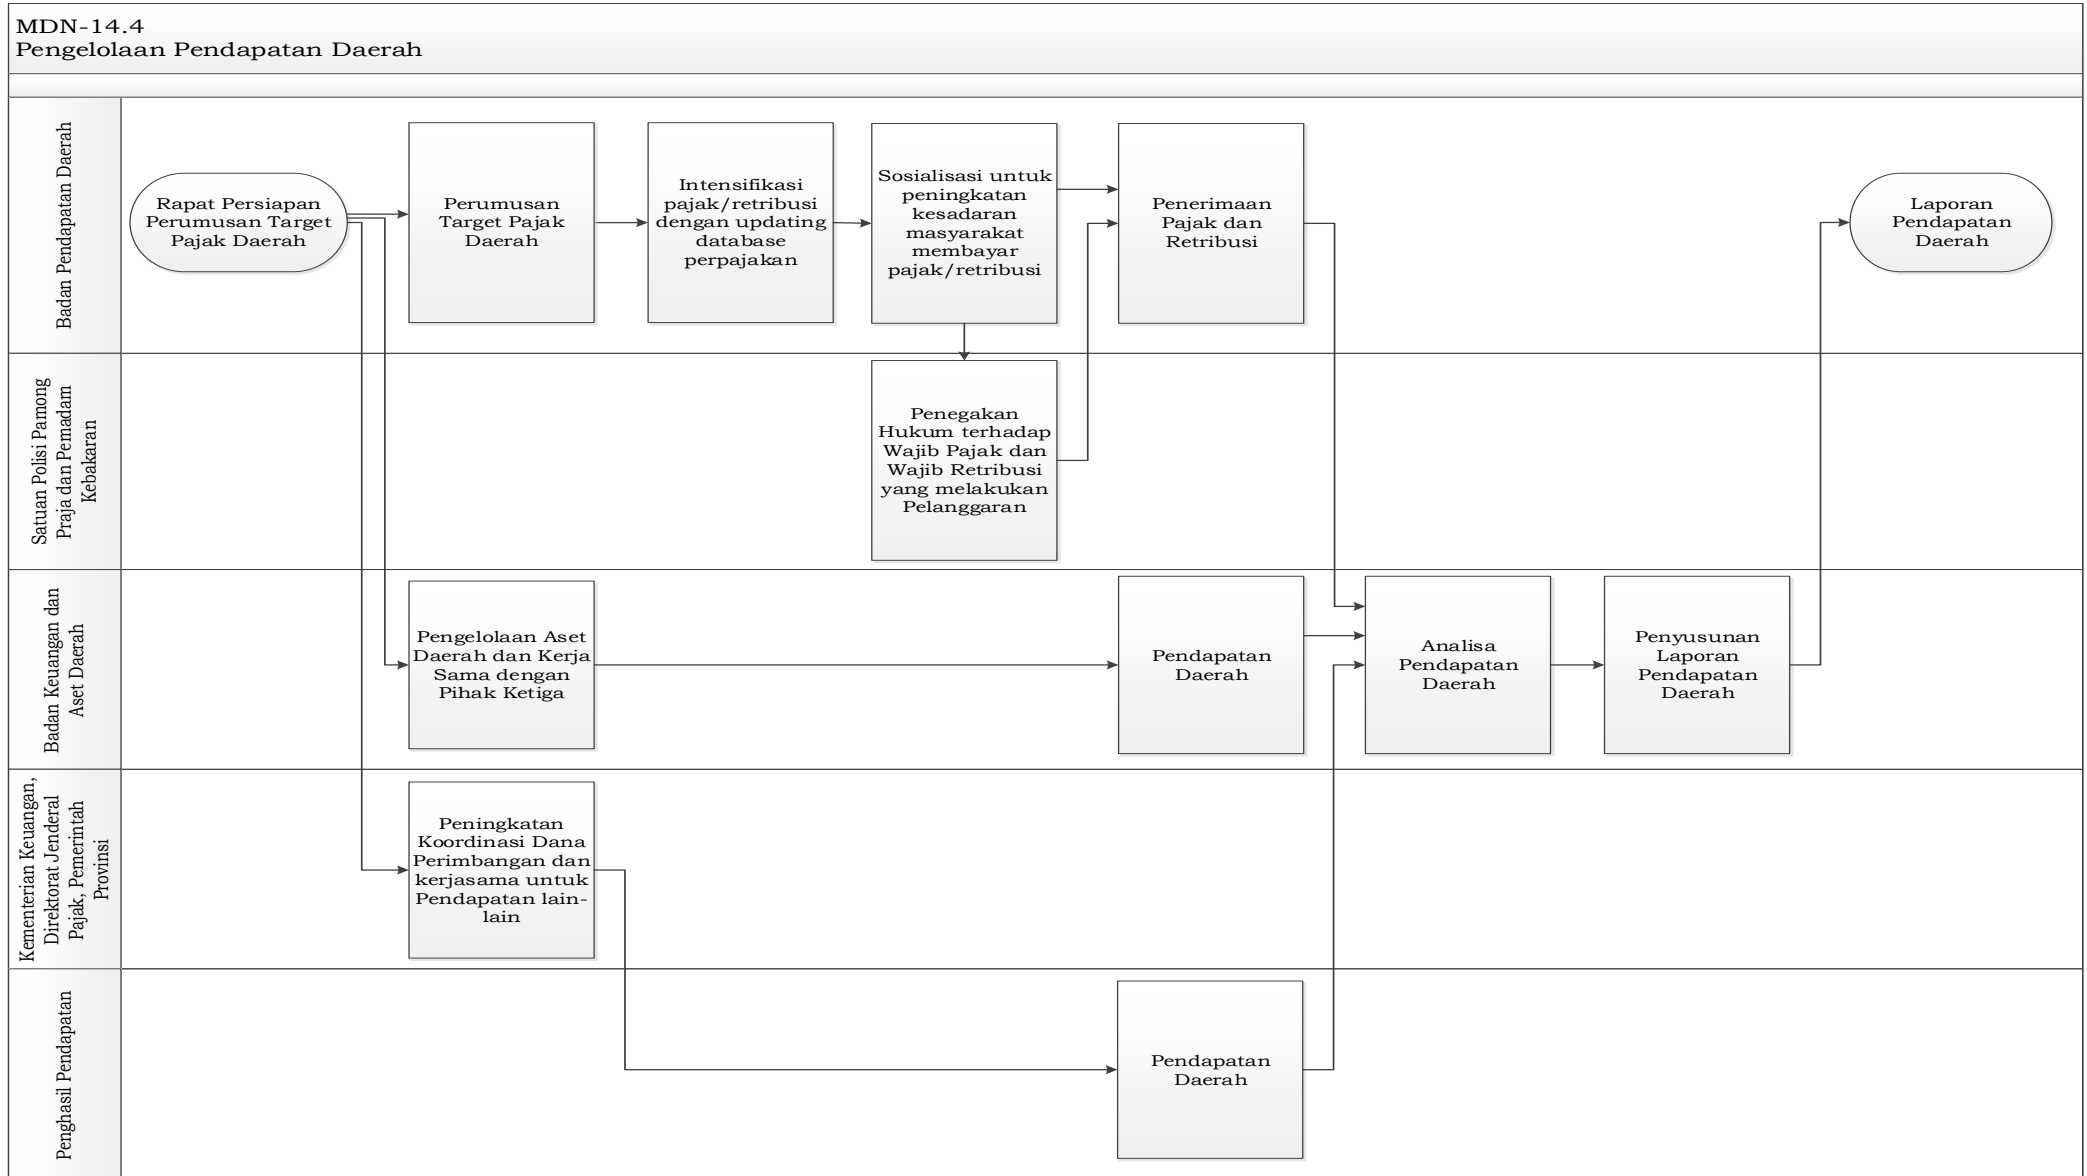 MDN-14.4
Pengelolaan Pendapatan Daerah
Badan Pendapatan Daerah
Rapat Persiapan
Perumusan Target
Pajak Daerah
Perumusan
Target Pajak
Daerah
Intensifikasi
pajak/retribusi
dengan updating
database
perpajakan
Sosialisasi untuk
peningkatan
kesadaran
masyarakat
membayar
pajak/retribusi
Penerimaan
Pajak dan
Retribusi
Laporan
Pendapatan
Daerah
Satuan Polisi Pamong
Praja dan Pemadam
Kebakaran
Penegakan
Hukum terhadap
Wajib Pajak dan
Wajib Retribusi
yang melakukan
Pelanggaran
Badan Keuangan dan
Aset Daerah
Pengelolaan Aset
Daerah dan Kerja
Sama dengan
Pihak Ketiga
Pendapatan
Daerah
Analisa
Pendapatan
Daerah
Penyusunan
Laporan
Pendapatan
Daerah
Kementerian Keuangan,
Direktorat Jenderal
Pajak, Pemerintah
Provinsi
Peningkatan
Koordinasi Dana
Perimbangan dan
kerjasama untuk
Pendapatan lain-
lain
Penghasil Pendapatan
Pendapatan
Daerah